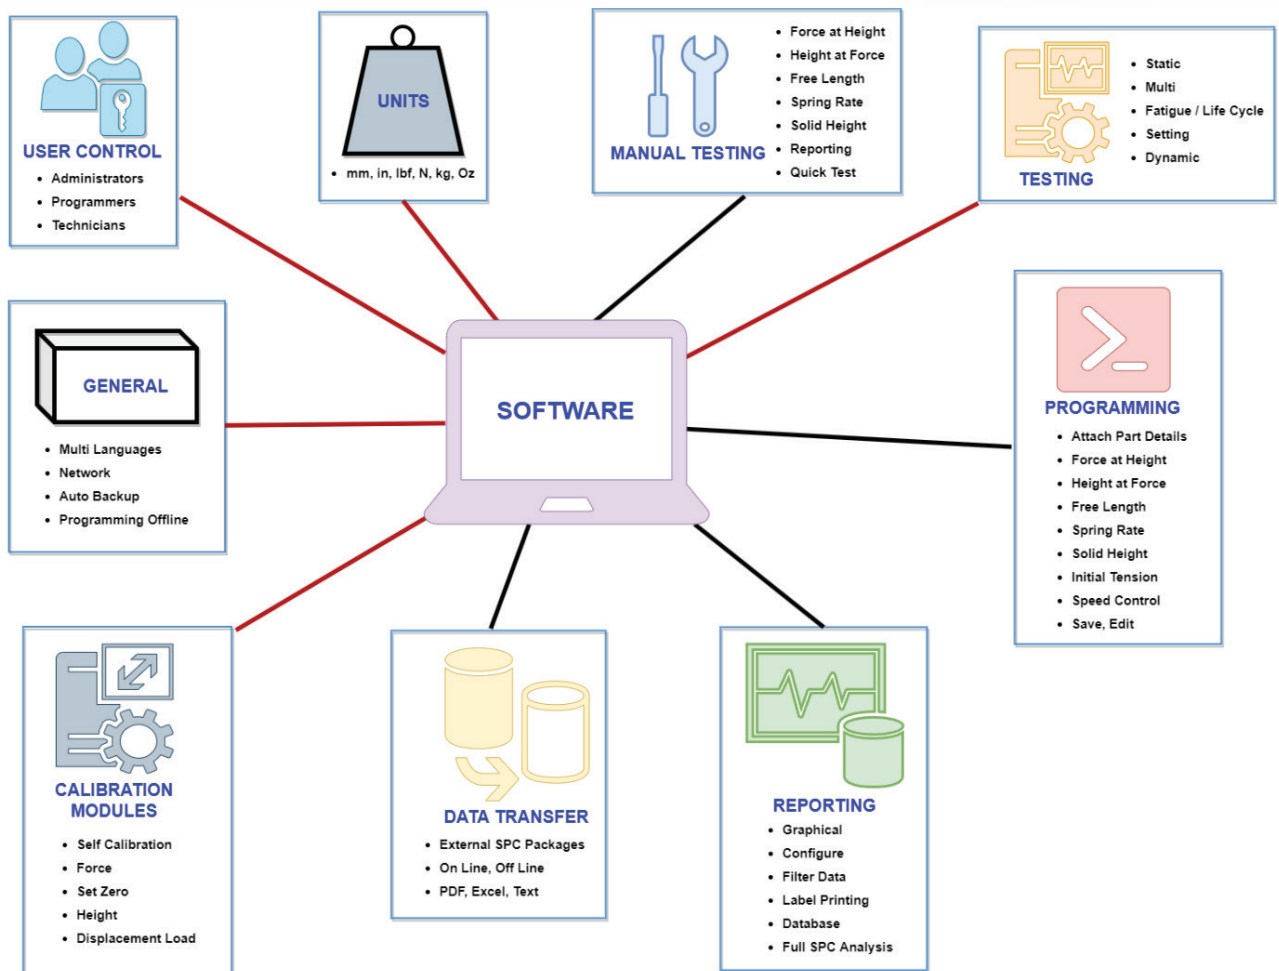 USER CONTROL
• Administrators
• Programmers
• Technicians
UNITS
• mm, in, lbf, N, kg, Oz
MANUAL TESTING
• Force at Height
• Height at Force
• Free Length
• Spring Rate
• Solid Height
• Reporting
• Quick Test
TESTING
• Static
• Multi
• Fatigue / Life Cycle
• Setting
• Dynamic
GENERAL
• Multi Languages
• Network
• Auto Backup
• Programming Offline
SOFTWARE
PROGRAMMING
• Attach Part Details
• Force at Height
• Height at Force
• Free Length
• Spring Rate
• Solid Height
• Initial Tension
• Speed Control
• Save, Edit
CALIBRATION
MODULES
• Self Calibration
• Force
• Set Zero
• Height
• Displacement Load
DATA TRANSFER
• External SPC Packages
• On Line, Off Line
• PDF, Excel, Text
REPORTING
• Graphical
• Configure
• Filter Data
• Label Printing
• Database
• Full SPC Analysis